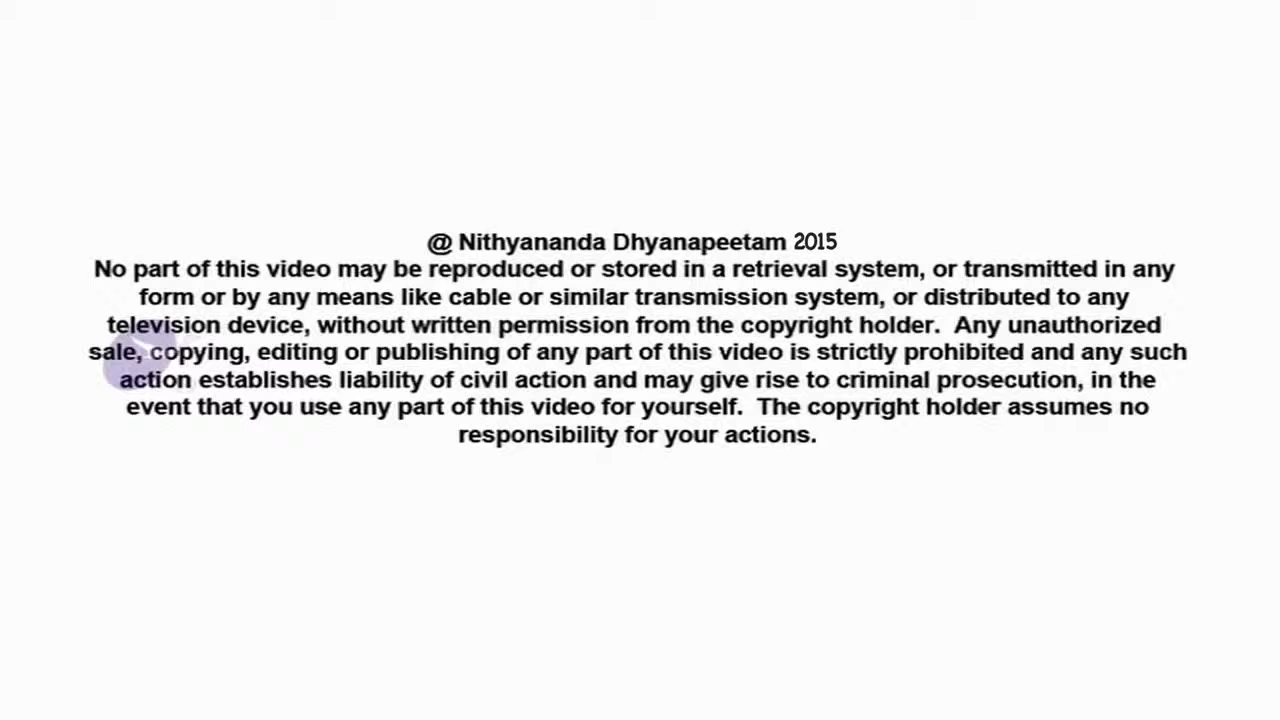 @ Nithyananda Dhyanapeetam 2015
No part of this video may be reproduced or stored in a retrieval system, or transmitted in any
form or by any means like cable or similar transmission system, or distributed to any
television device, without written permission from the copyright holder.  Any unauthorized
sale, copying, editing or publishing of any part of this video is strictly prohibited and any such
action establishes liability of civil action and may give rise to criminal prosecution, in the
event that you use any part of this video for yourself.  The copyright holder assumes no
responsibility for your actions.